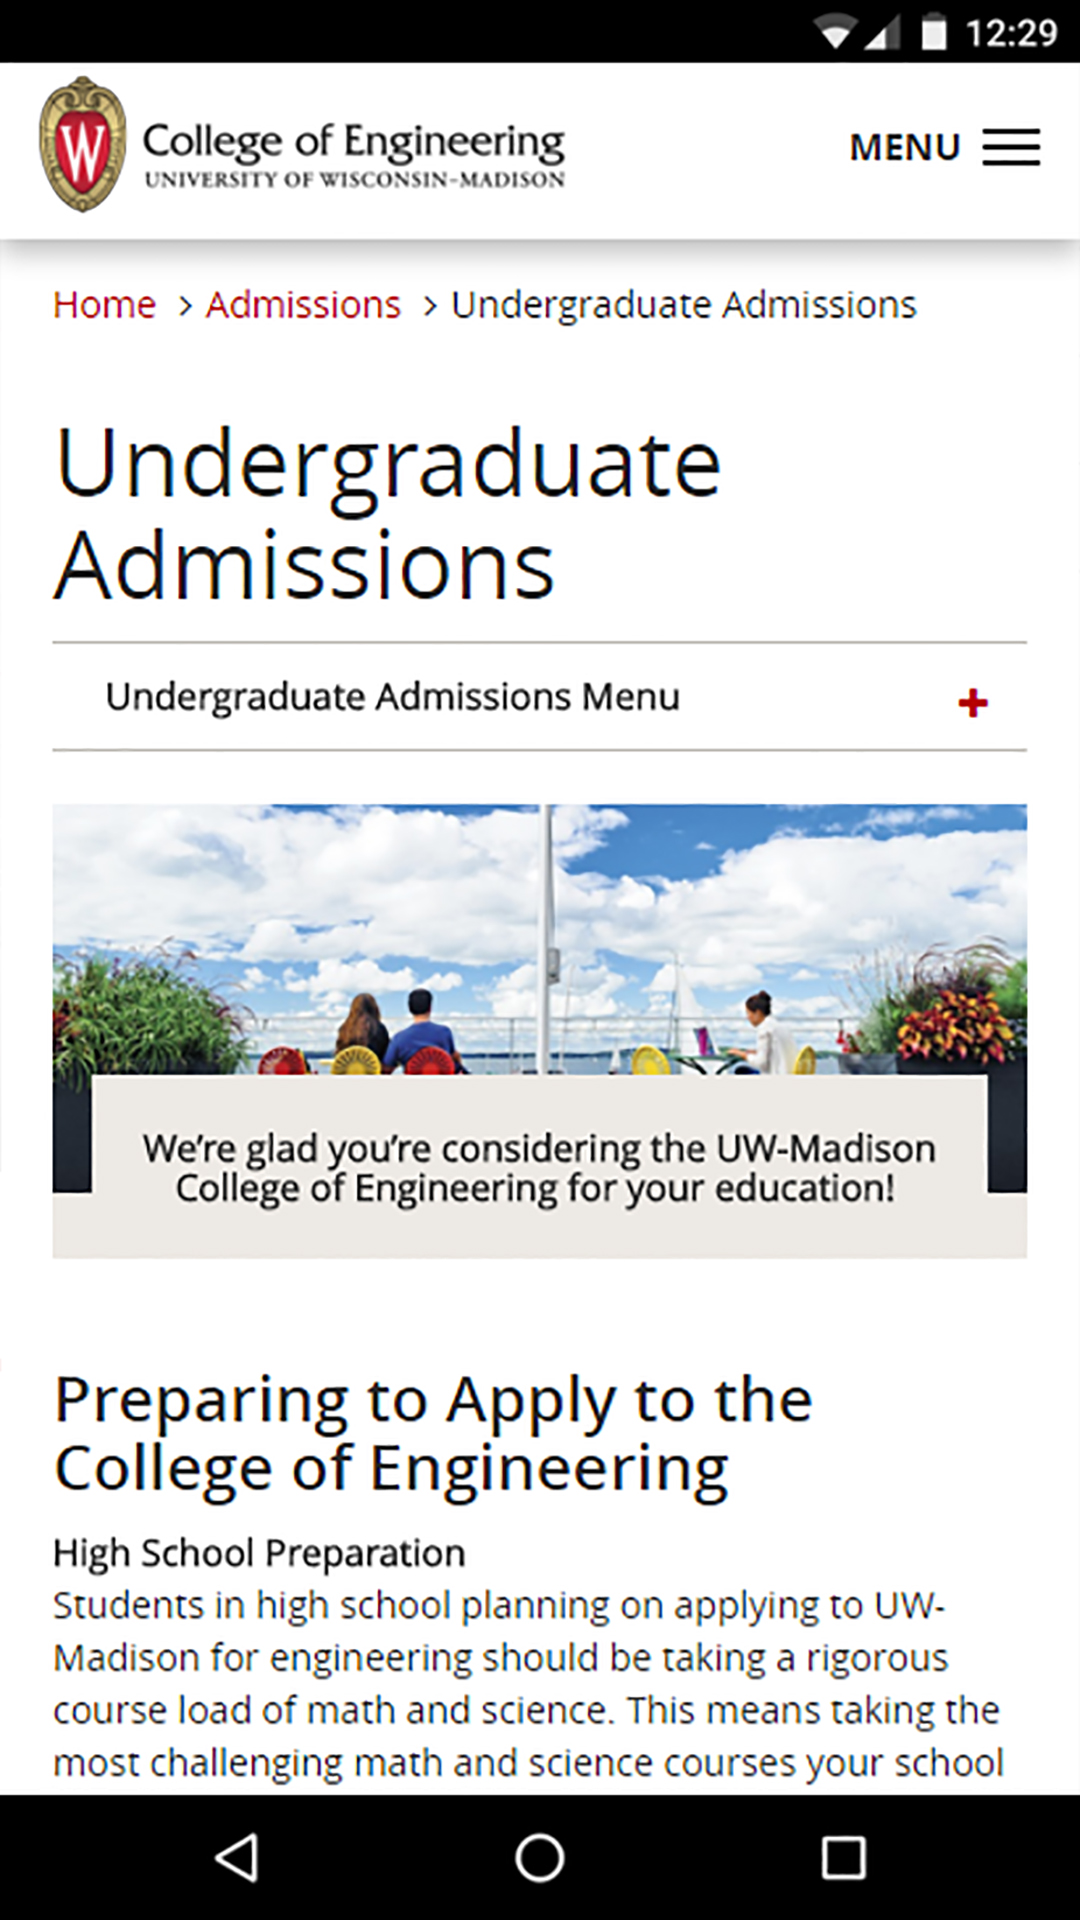 12:29
W
College of Engineering
UNIVERSITY OF WISCONSIN–MADISON
MENU
Home > Admissions > Undergraduate Admissions
Undergraduate
Admissions
Undergraduate Admissions Menu +
We’re glad you’re considering the UW-Madison
College of Engineering for your education!
Preparing to Apply to the
College of Engineering
High School Preparation
Students in high school planning on applying to UW-
Madison for engineering should be taking a rigorous
course load of math and science. This means taking the
most challenging math and science courses your school